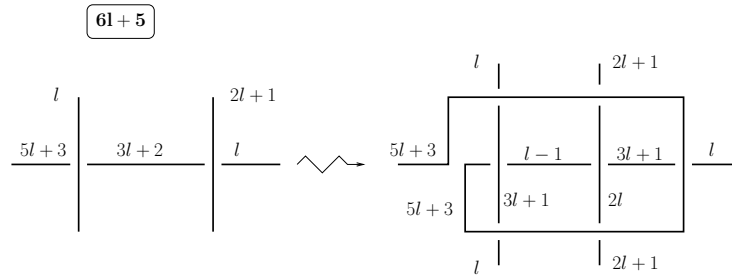 6l + 5
l
2l + 1
5l + 3
3l + 2
l
l
2l + 1
5l + 3
l − 1
3l + 1
l
5l + 3
3l + 1
2l
l
2l + 1